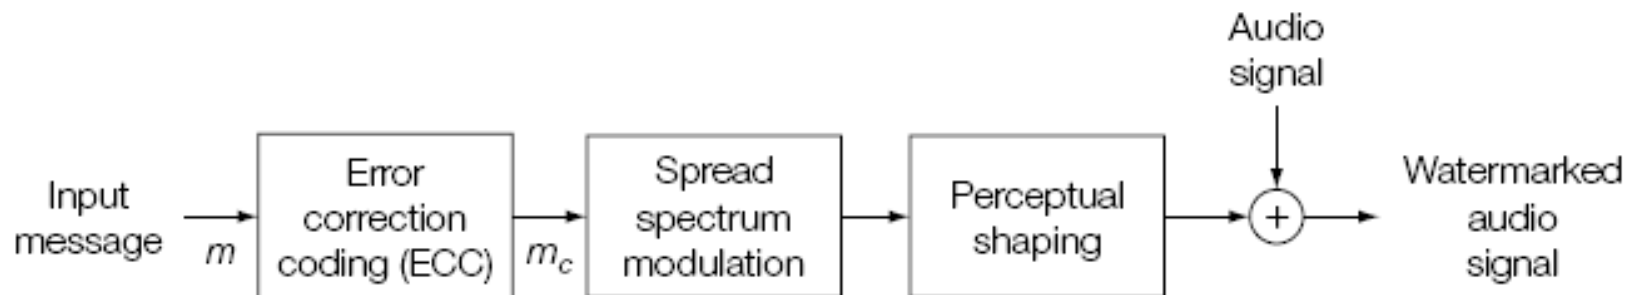 Input
message
m
Error
correction
coding (ECC)
m_c
Spread
spectrum
modulation
Perceptual
shaping
Audio
signal
+
Watermarked
audio
signal